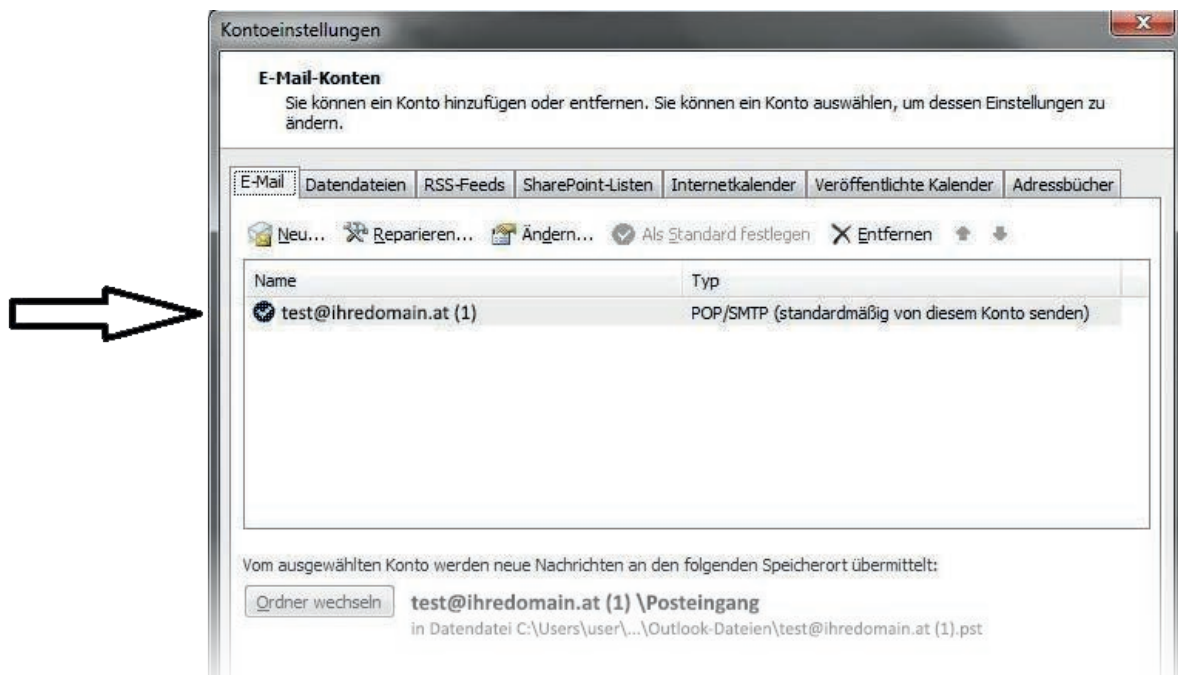 Kontoeinstellungen
E-Mail-Konten
Sie können ein Konto hinzufügen oder entfernen. Sie können ein Konto auswählen, um dessen Einstellungen zu
ändern.
E-Mail Datendateien RSS-Feeds SharePoint-Listen Internetkalender Veröffentlichte Kalender Adressbücher
Neu... Reparieren... Ändern... Als Standard festlegen Entfernen
Name Typ
test@ihredomain.at (1) POP/SMTP (standardmäßig von diesem Konto senden)
Vom ausgewählten Konto werden neue Nachrichten an den folgenden Speicherort übermittelt:
Ordner wechseln test@ihredomain.at (1) \Posteingang
in Datendatei C:\Users\user\...\Outlook-Dateien\test@ihredomain.at (1).pst